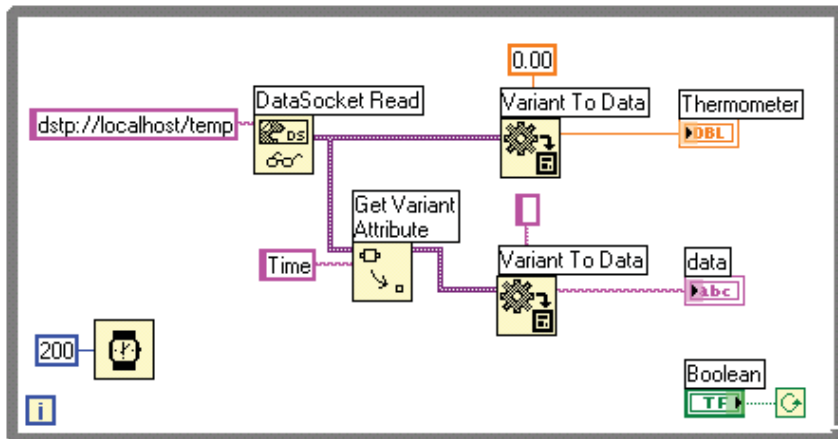 0.00
DataSocket Read
Variant To Data
Thermometer
dstp://localhost/temp
DS
DBL
Get Variant
Attribute
Time
Variant To Data
data
abc
200
Boolean
TF
i